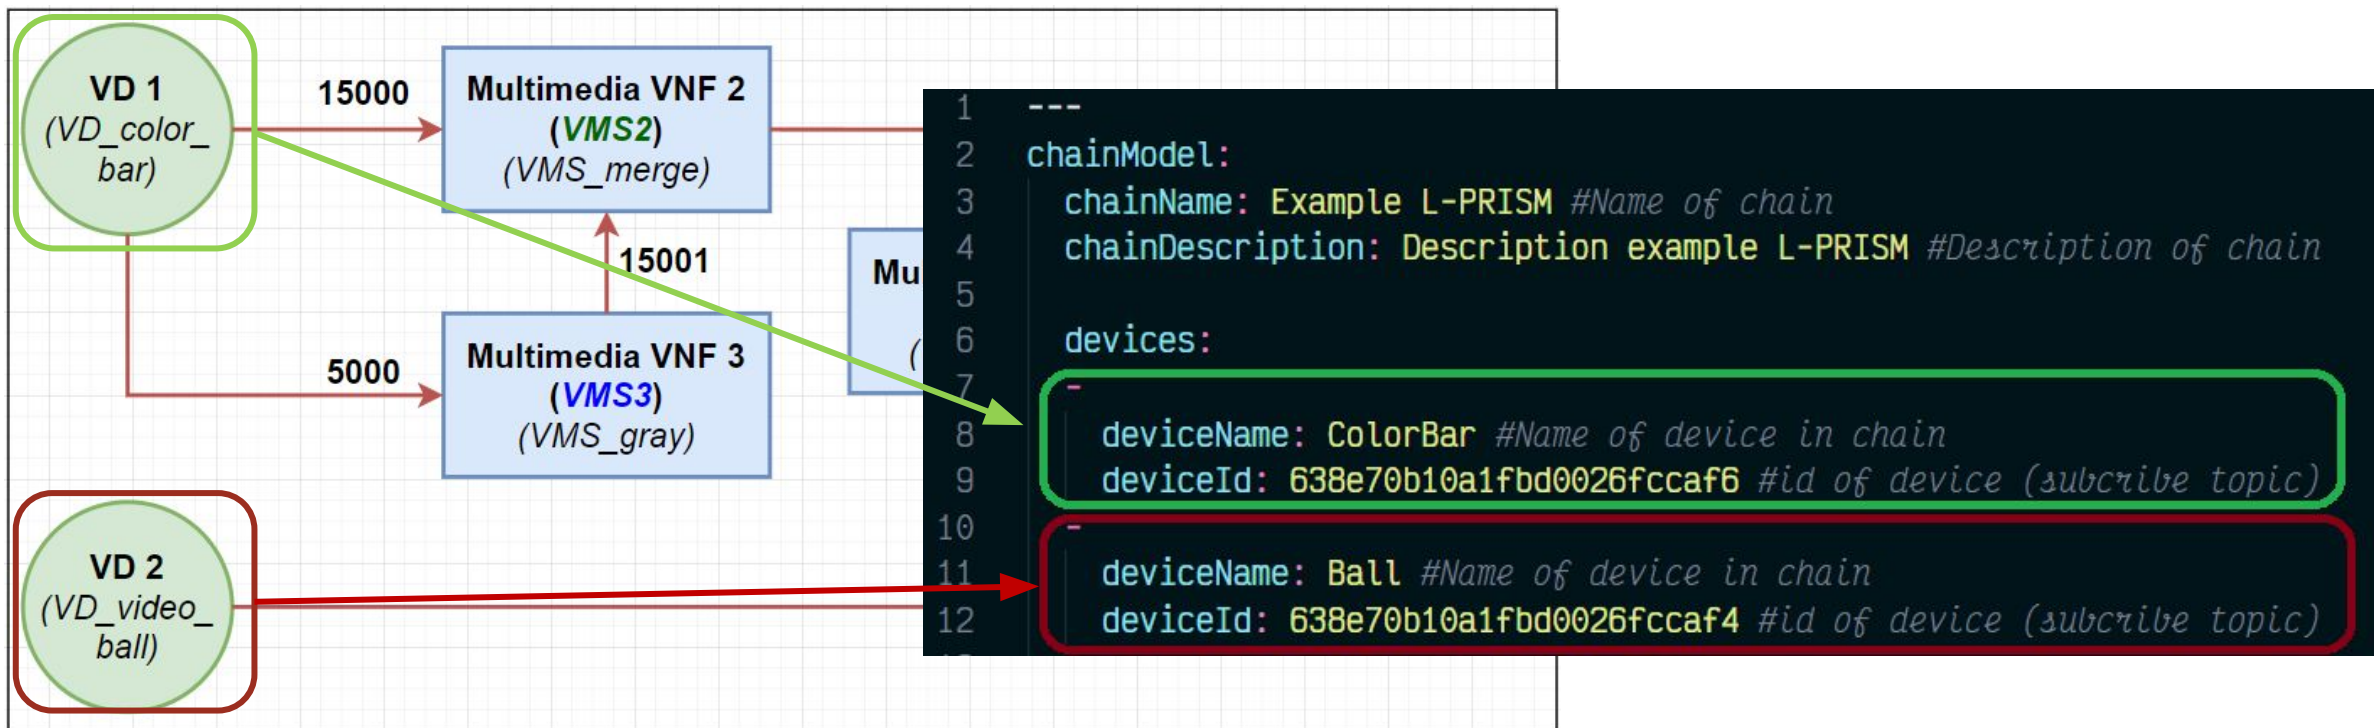 VD 1
(VD_color_
bar)
15000
Multimedia VNF 2
(VMS2)
(VMS_merge)
15001
5000
Multimedia VNF 3
(VMS3)
(VMS_gray)
VD 2
(VD_video_
ball)
Mu
(
1 ---
2 chainModel:
3 chainName: Example L-PRISM #Name of chain
4 chainDescription: Description example L-PRISM #Description of chain
5
6 devices:
7 -
8 deviceName: ColorBar #Name of device in chain
9 deviceId: 638e70b10a1fbd0026fccaf6 #id of device (subcribe topic)
10 -
11 deviceName: Ball #Name of device in chain
12 deviceId: 638e70b10a1fbd0026fccaf4 #id of device (subcribe topic)